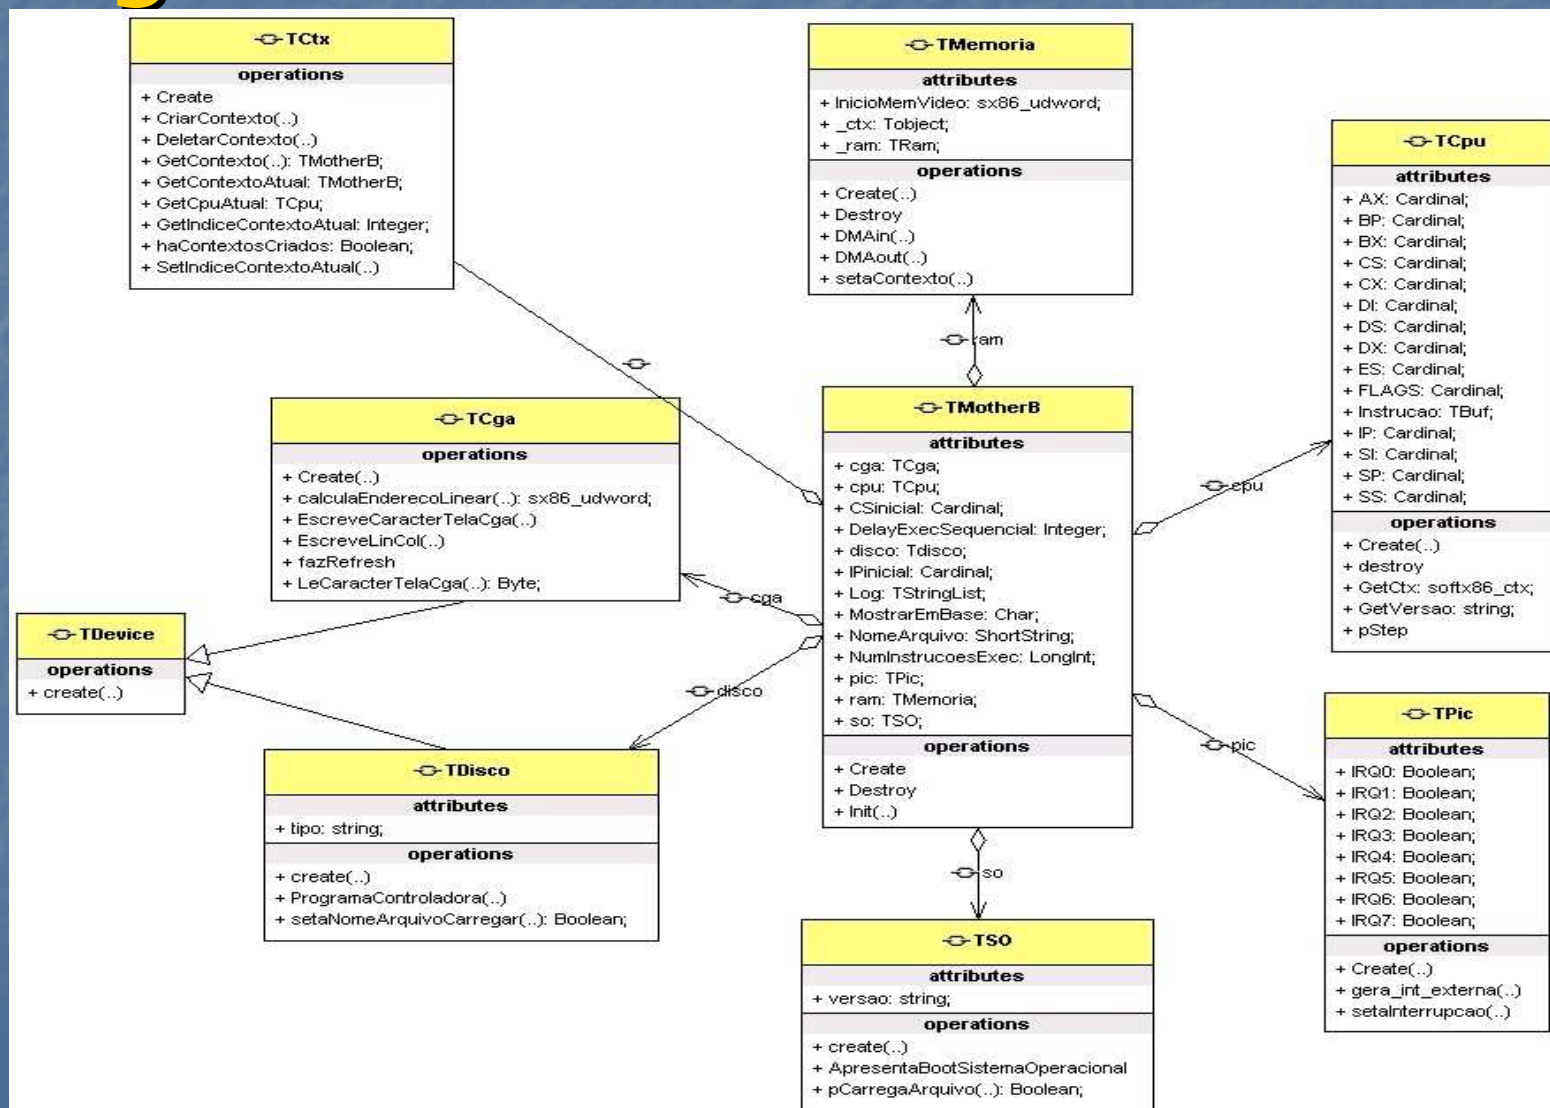 TCtx
operations
+ Create
+ CriarContexto(..)
+ DeletarContexto(..)
+ GetContexto(..): TMotherB;
+ GetContextoAtual: TMotherB;
+ GetCpuAtual: TCpu;
+ GetIndiceContextoAtual: Integer;
+ haContextosCriados: Boolean;
+ SetIndiceContextoAtual(..)
TMemoria
attributes
+ InicioMemVideo: sx86_udword;
+ _ctx: Tobject;
+ _ram: TRam;
operations
+ Create(..)
+ Destroy
+ DMAin(..)
+ DMAout(..)
+ setaContexto(..)
TCpu
attributes
+ AX: Cardinal;
+ BP: Cardinal;
+ BX: Cardinal;
+ CS: Cardinal;
+ CX: Cardinal;
+ DI: Cardinal;
+ DS: Cardinal;
+ DX: Cardinal;
+ ES: Cardinal;
+ FLAGS: Cardinal;
+ Instrucao: TBuf;
+ IP: Cardinal;
+ SI: Cardinal;
+ SP: Cardinal;
+ SS: Cardinal;
operations
+ Create(..)
+ destroy
+ GetCtx: softx86_ctx;
+ GetVersao: string;
+ pStep
ram
TCga
operations
+ Create(..)
+ calculaEnderecoLinear(..): sx86_udword;
+ EscreveCaracterTelaCga(..)
+ EscreveLinCol(..)
+ fazRefresh
+ LeCaracterTelaCga(..): Byte;
TMotherB
attributes
+ cga: TCga;
+ cpu: TCpu;
+ CSinicial: Cardinal;
+ DelayExecSequencial: Integer;
+ disco: Tdisco;
+ IPinicial: Cardinal;
+ Log: TStringList;
+ MostrarEmBase: Char;
+ NomeArquivo: ShortString;
+ NumInstrucoesExec: LongInt;
+ pic: TPic;
+ ram: TMemoria;
+ so: TSO;
operations
+ Create
+ Destroy
+ Init(..)
cpu
cga
disco
pic
so
TDevice
operations
+ create(..)
TDisco
attributes
+ tipo: string;
operations
+ create(..)
+ ProgramaControladora(..)
+ setaNomeArquivoCarregar(..): Boolean;
TPic
attributes
+ IRQ0: Boolean;
+ IRQ1: Boolean;
+ IRQ2: Boolean;
+ IRQ3: Boolean;
+ IRQ4: Boolean;
+ IRQ5: Boolean;
+ IRQ6: Boolean;
+ IRQ7: Boolean;
operations
+ Create(..)
+ gera_int_externa(..)
+ setaInterrupcao(..)
TSO
attributes
+ versao: string;
operations
+ create(..)
+ ApresentaBootSistemaOperacional
+ pCarregaArquivo(..): Boolean;